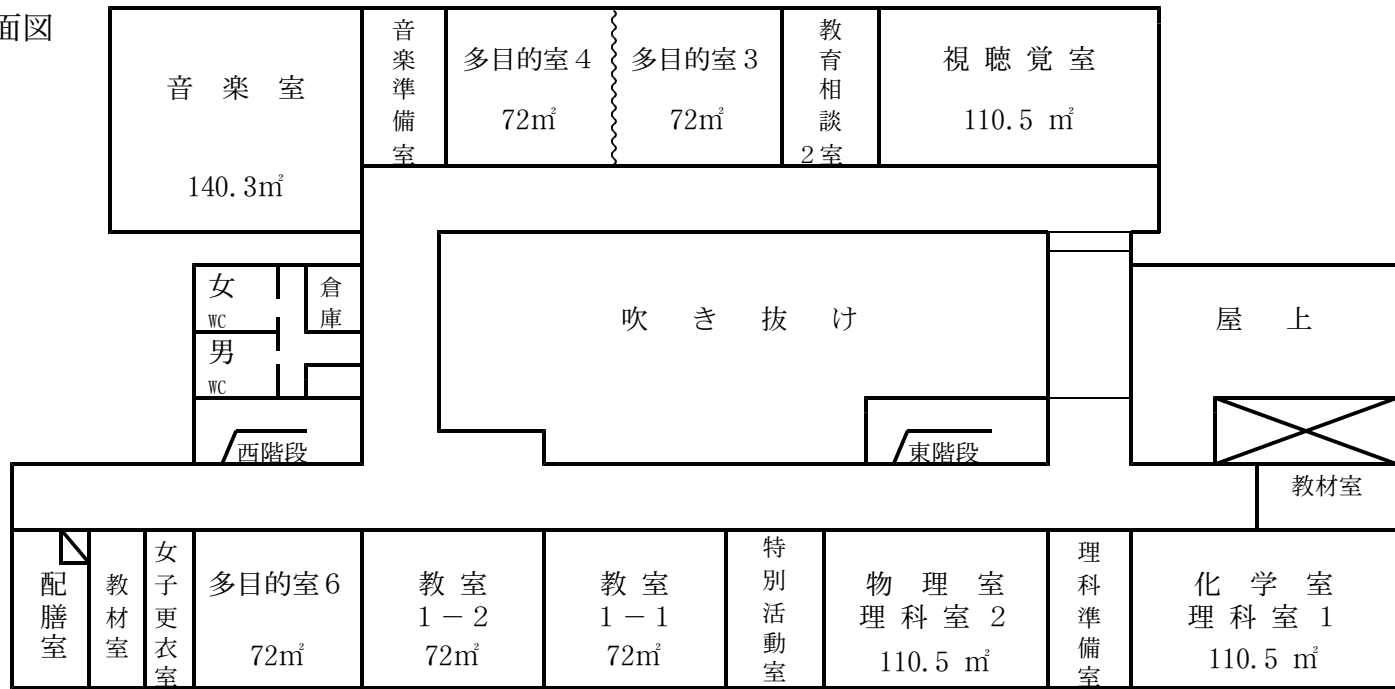 面図
音楽室
140.3㎡
音楽準備室
多目的室4
72㎡
多目的室3
72㎡
教育相談2室
視聴覚室
110.5 ㎡
女
WC
倉庫
男
WC
吹き抜け
屋上
西階段
東階段
教材室
配膳室
教材室
女子更衣室
多目的室6
72㎡
教室
1-2
72㎡
教室
1-1
72㎡
特別活動室
物理室
理科室2
110.5 ㎡
理科準備室
化学室
理科室1
110.5 ㎡